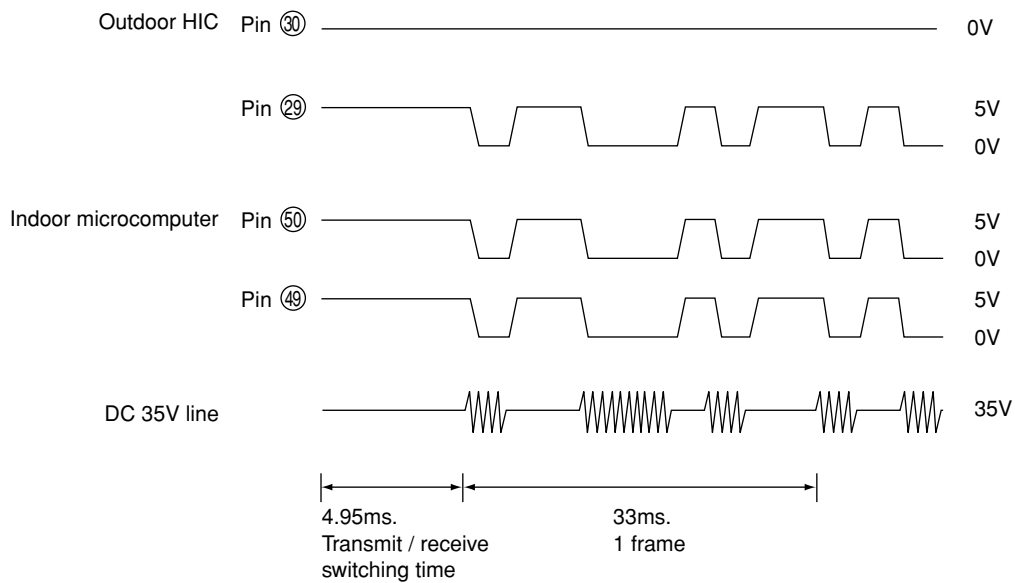 Outdoor HIC Pin ㉚ 0V
Pin ㉙ 5V
0V
Indoor microcomputer Pin ㊿ 5V
0V
Pin ㊾ 5V
0V
DC 35V line 35V
4.95ms.
Transmit / receive
switching time
33ms.
1 frame